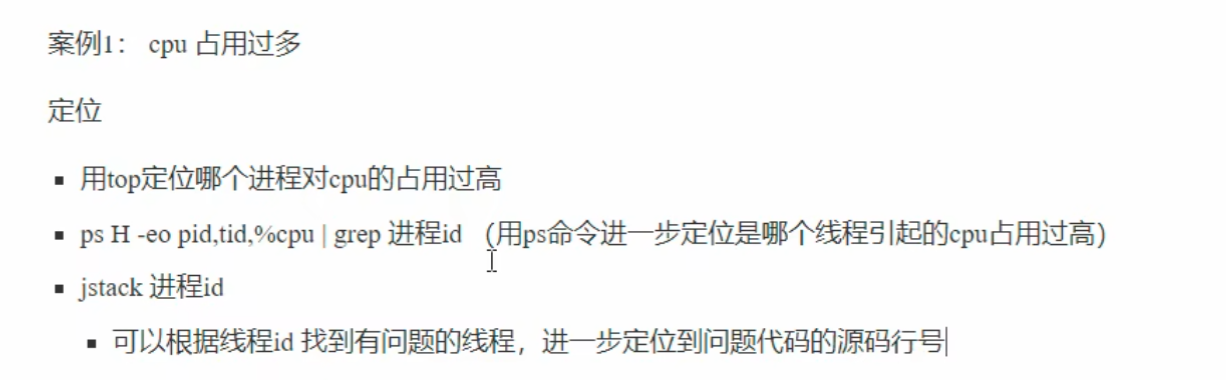 案例1： cpu 占用过多
定位
▪ 用top定位哪个进程对cpu的占用过高
▪ ps H -eo pid,tid,%cpu | grep 进程id （用ps命令进一步定位是哪个线程引起的cpu占用过高）
▪ jstack 进程id
▪ 可以根据线程id 找到有问题的线程，进一步定位到问题代码的源码行号